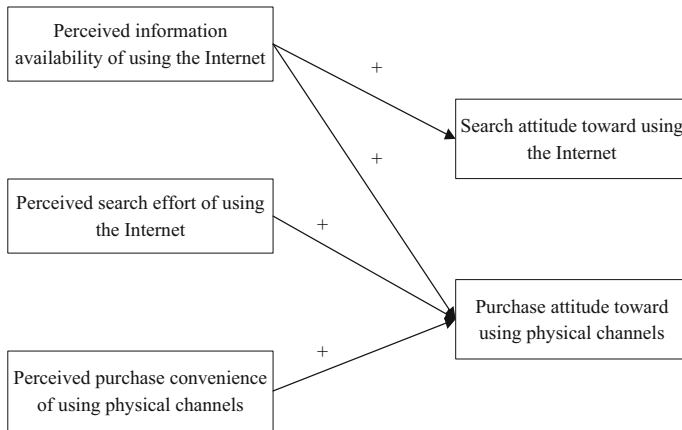 Perceived information
availability of using the Internet
+
Search attitude toward using
the Internet
+
Perceived search effort of using
the Internet
+
Purchase attitude toward
using physical channels
+
Perceived purchase convenience
of using physical channels